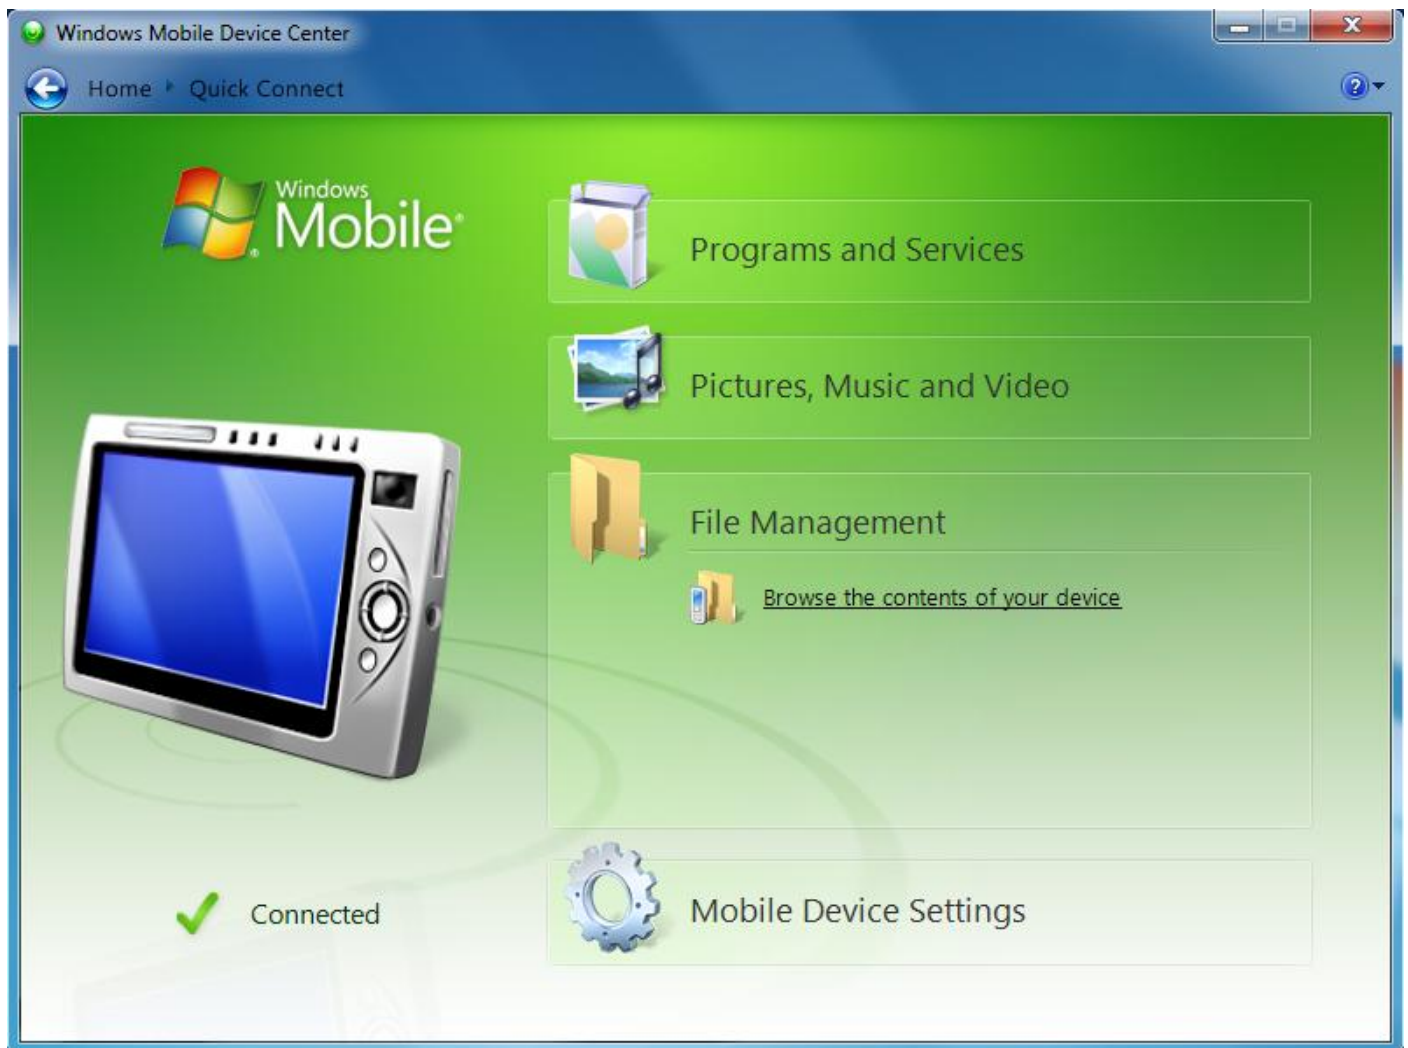 Windows Mobile Device Center
Home
Quick Connect
?
Windows
Mobile®
Programs and Services
Pictures, Music and Video
File Management
Browse the contents of your device
Connected
Mobile Device Settings